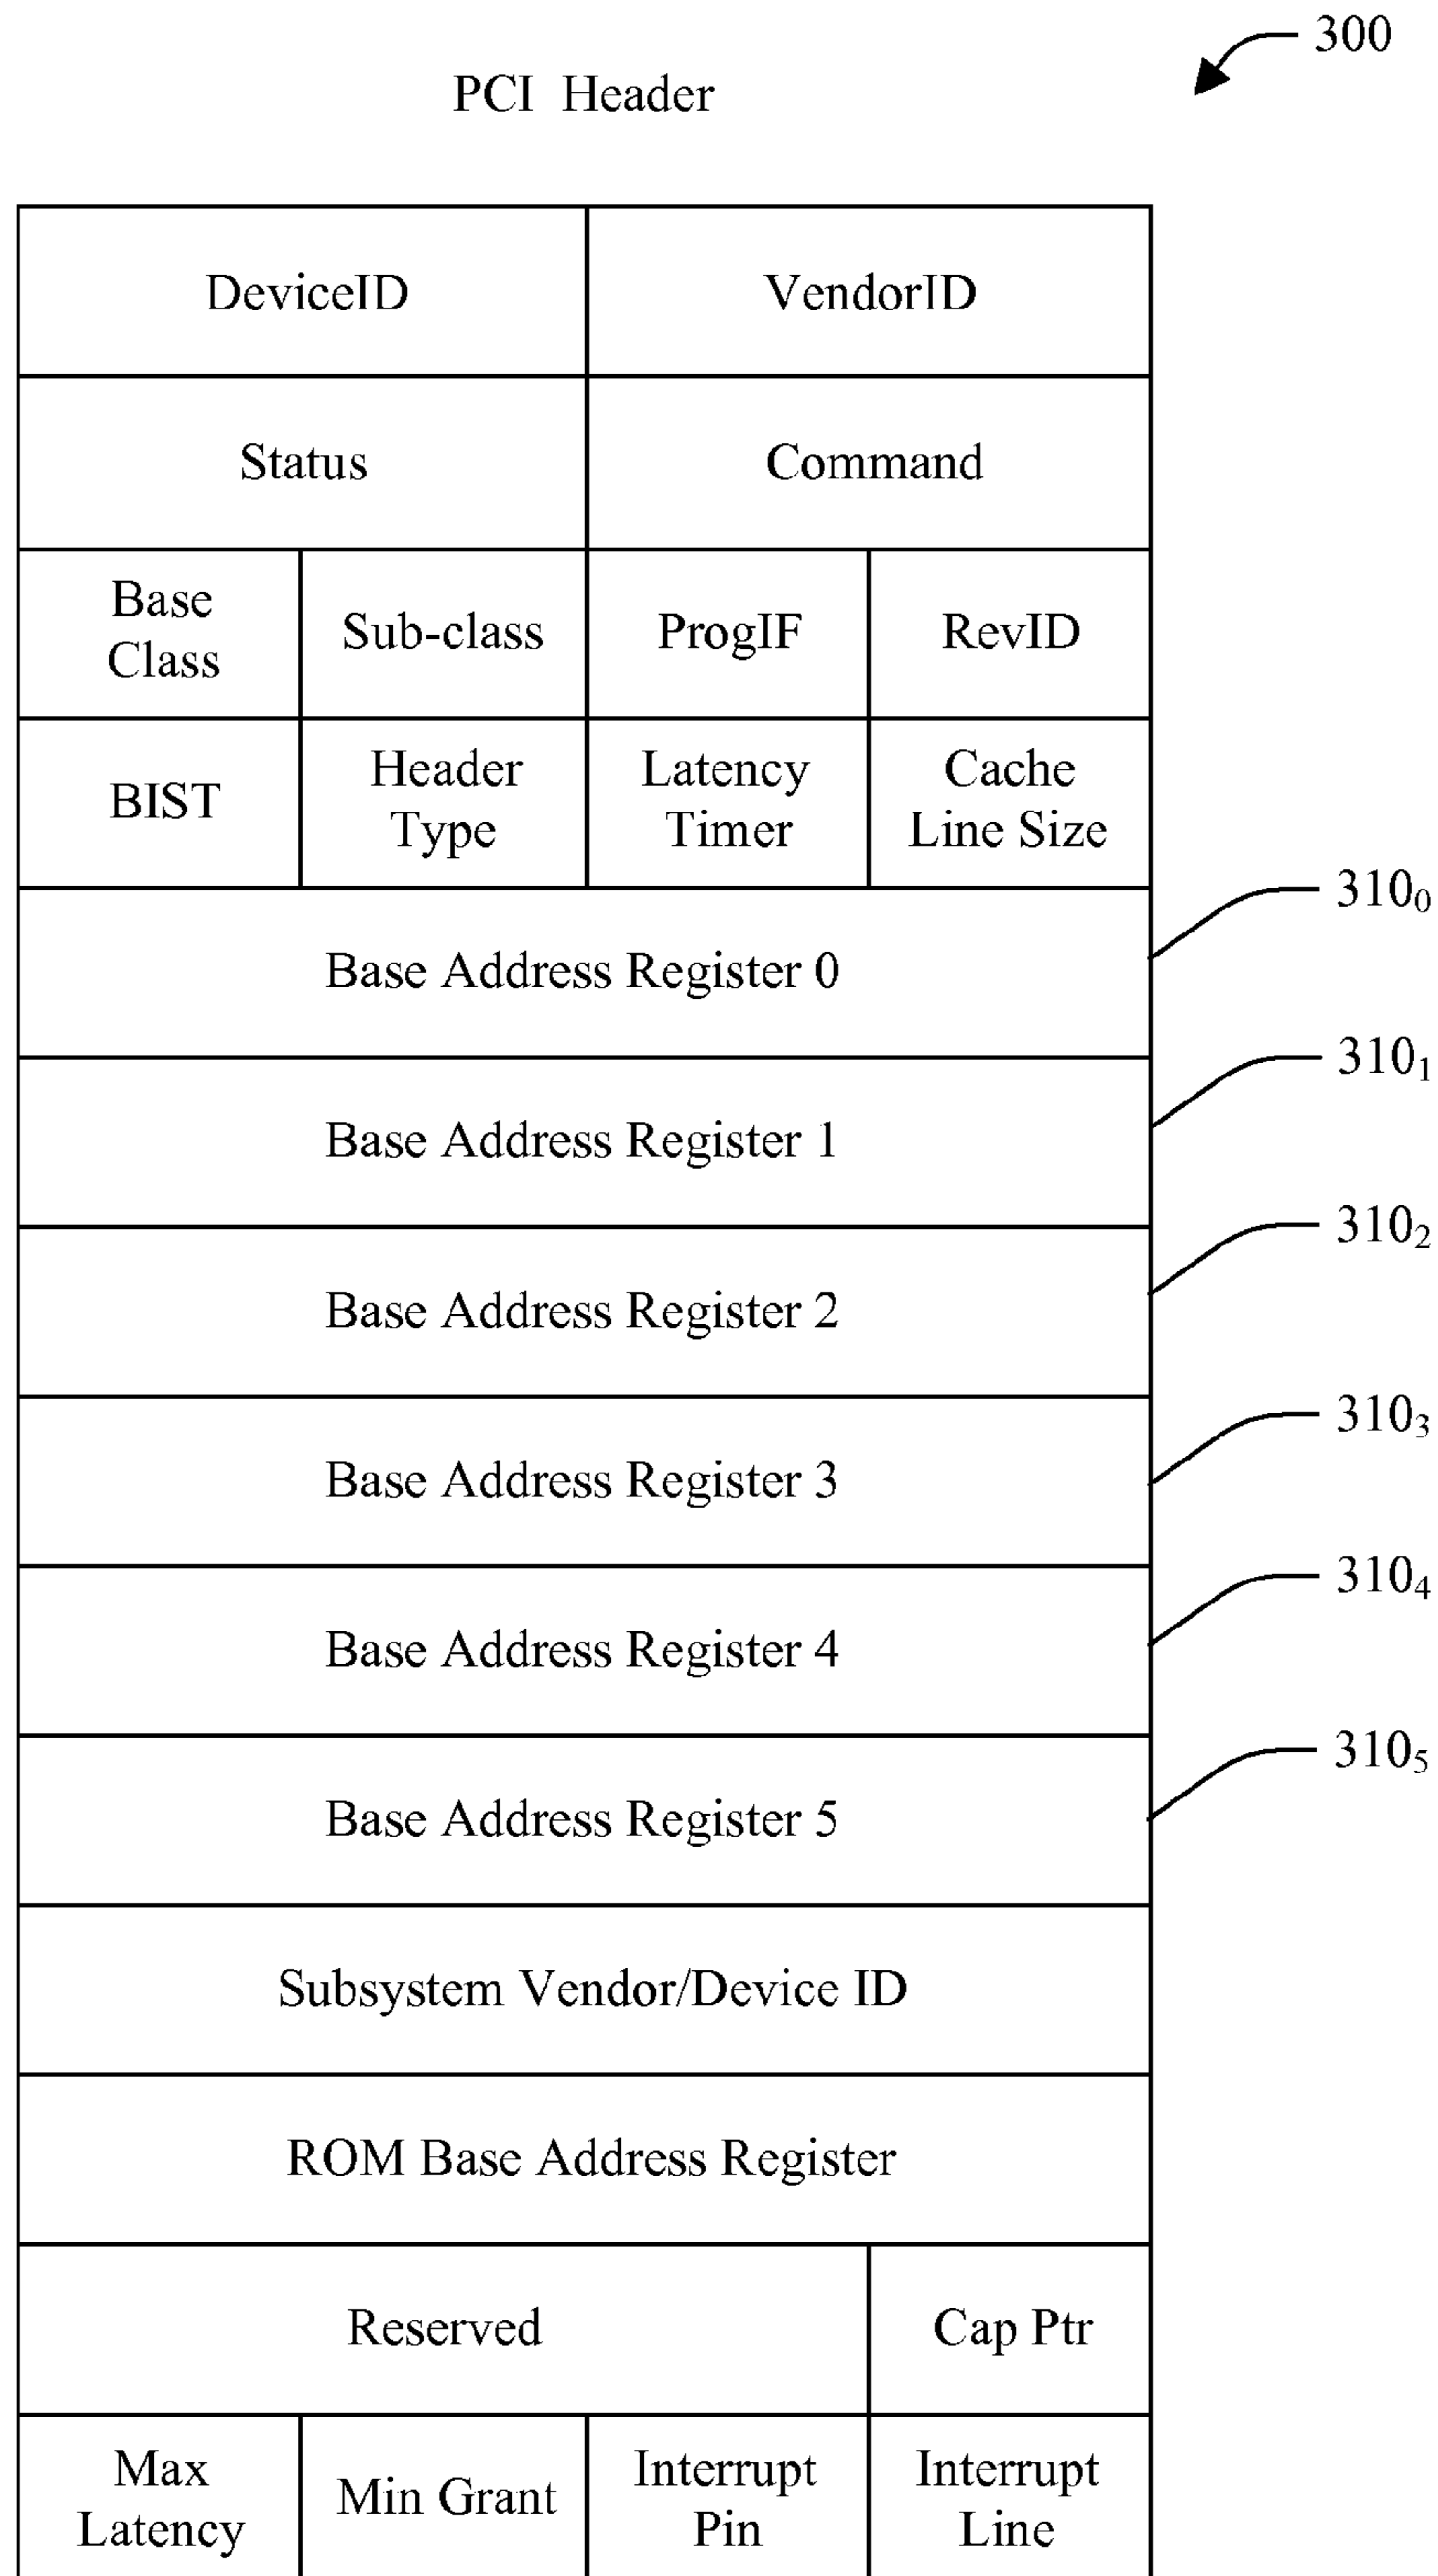 300
PCI Header
DeviceID
VendorID
Status
Command
Base
Class
Sub-class
ProgIF
RevID
BIST
Header
Type
Latency
Timer
Cache
Line Size
310₀
Base Address Register 0
310₁
Base Address Register 1
310₂
Base Address Register 2
310₃
Base Address Register 3
310₄
Base Address Register 4
310₅
Base Address Register 5
Subsystem Vendor/Device ID
ROM Base Address Register
Reserved
Cap Ptr
Max
Latency
Min Grant
Interrupt
Pin
Interrupt
Line